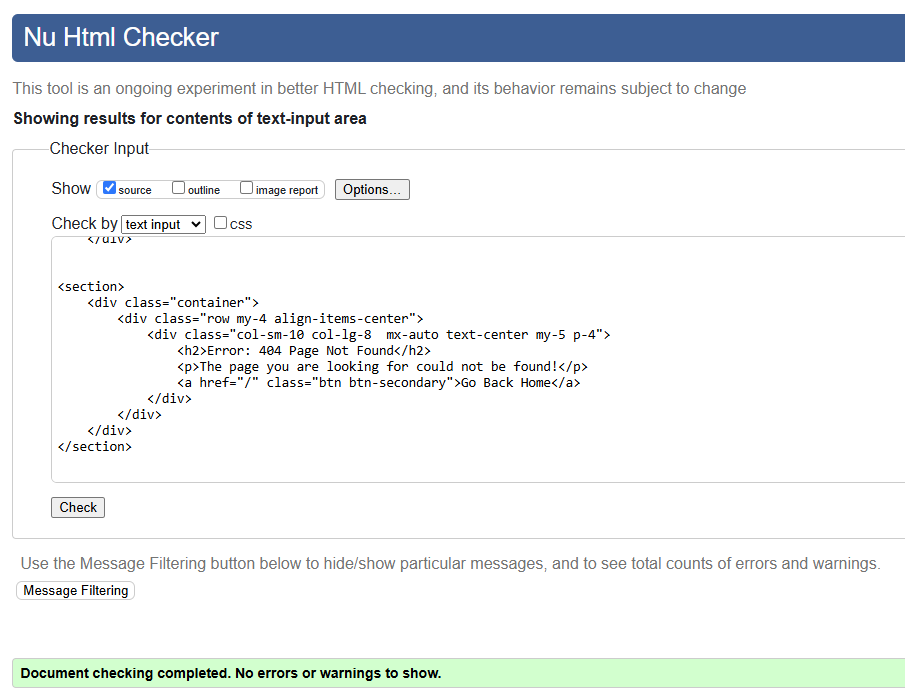 Nu Html Checker
This tool is an ongoing experiment in better HTML checking, and its behavior remains subject to change
Showing results for contents of text-input area
Checker Input
Show source outline image report Options...
Check by text input css
</div>
<section>
<div class="container">
<div class="row my-4 align-items-center">
<div class="col-sm-10 col-lg-8  mx-auto text-center my-5 p-4">
<h2>Error: 404 Page Not Found</h2>
<p>The page you are looking for could not be found!</p>
<a href="/" class="btn btn-secondary">Go Back Home</a>
</div>
</div>
</div>
</section>
Check
Use the Message Filtering button below to hide/show particular messages, and to see total counts of errors and warnings.
Message Filtering
Document checking completed. No errors or warnings to show.